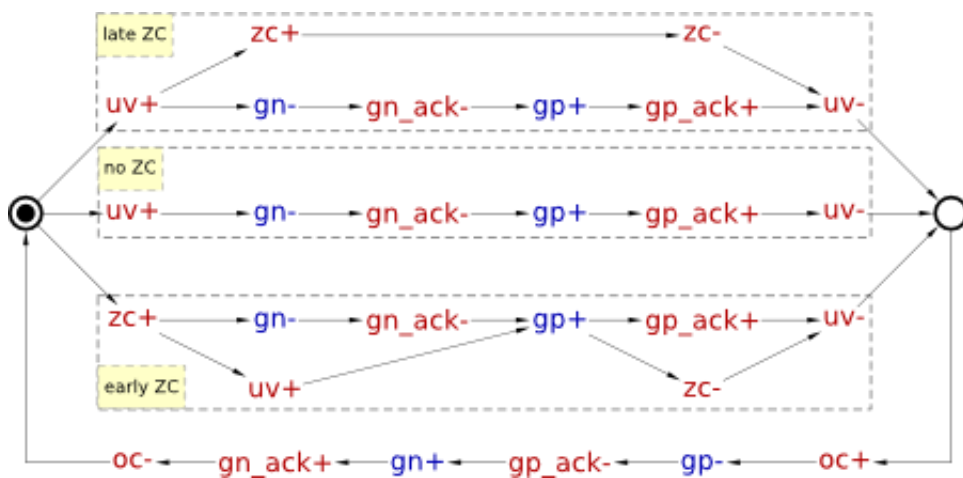 late ZC
zc+ zc-
uv+ gn- gn_ack- gp+ gp_ack+ uv-
no ZC
uv+ gn- gn_ack- gp+ gp_ack+ uv-
zc+ gn- gn_ack- gp+ gp_ack+ uv-
early ZC
uv+ zc-
oc- gn_ack+ gn+ gp_ack- gp- oc+